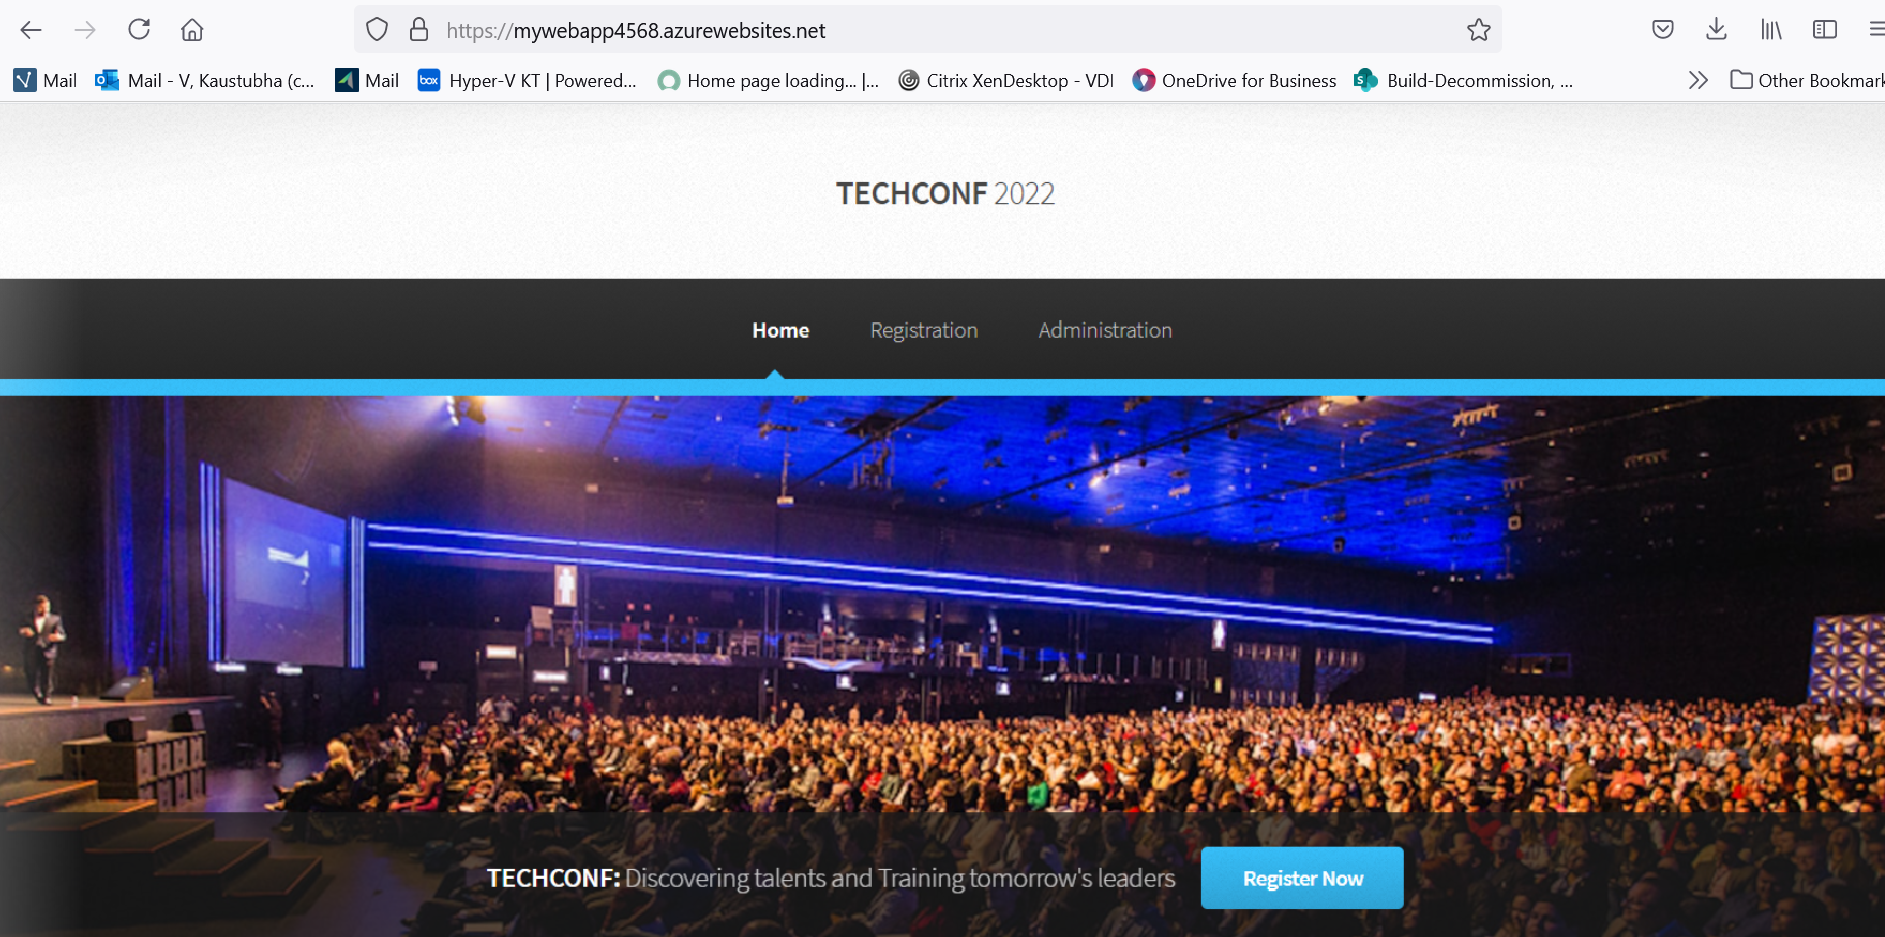 https://mywebapp4568.azurewebsites.net
Mail Mail - V, Kaustubha (c... Mail box Hyper-V KT | Powered... Home page loading... |... Citrix XenDesktop - VDI OneDrive for Business S Build-Decommission, ... Other Bookmark
TECHCONF 2022
Home Registration Administration
TECHCONF: Discovering talents and Training tomorrow's leaders Register Now